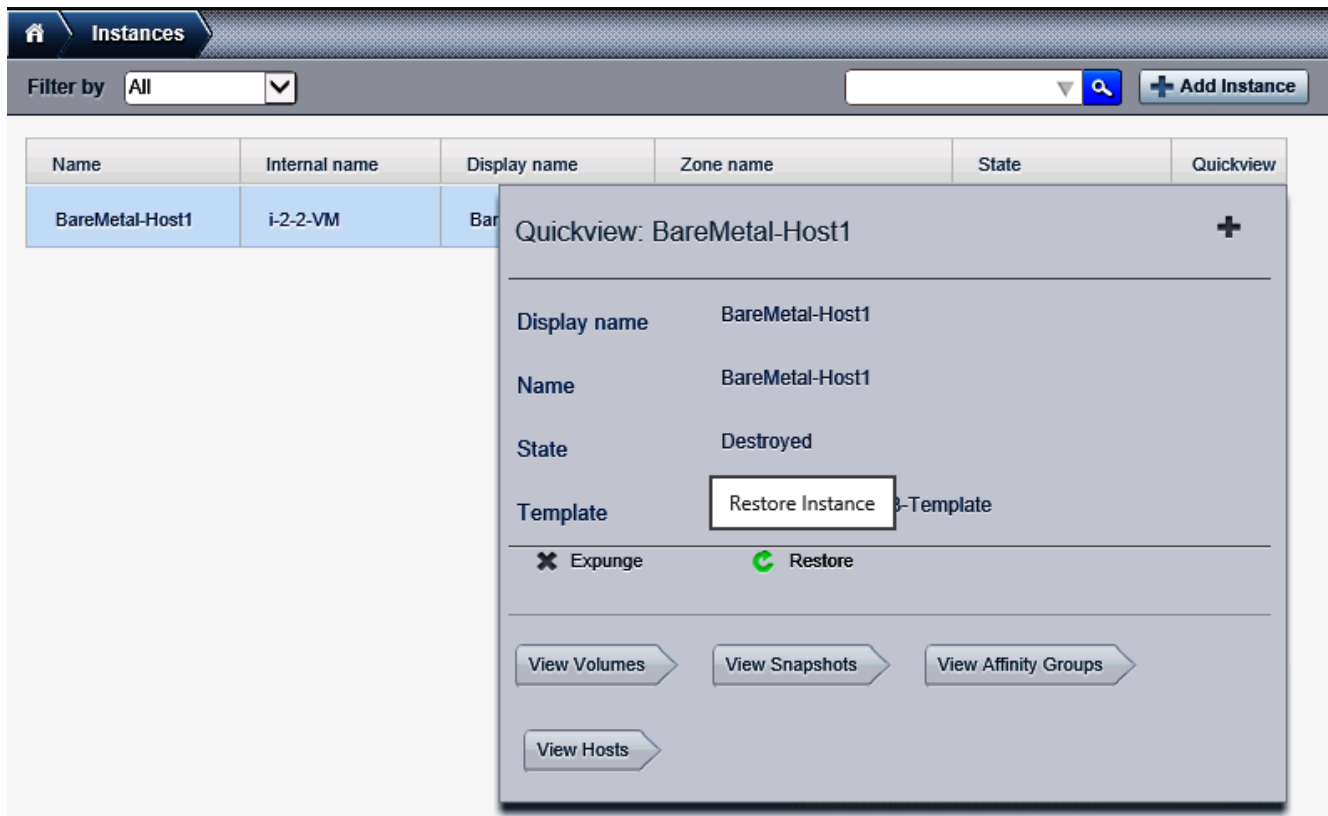 Instances
Filter by All
Add Instance
Name Internal name Display name Zone name State Quickview
BareMetal-Host1 i-2-2-VM
Quickview: BareMetal-Host1
Display name BareMetal-Host1
Name BareMetal-Host1
State Destroyed
Template Restore Instance -Template
Expunge Restore
View Volumes View Snapshots View Affinity Groups
View Hosts